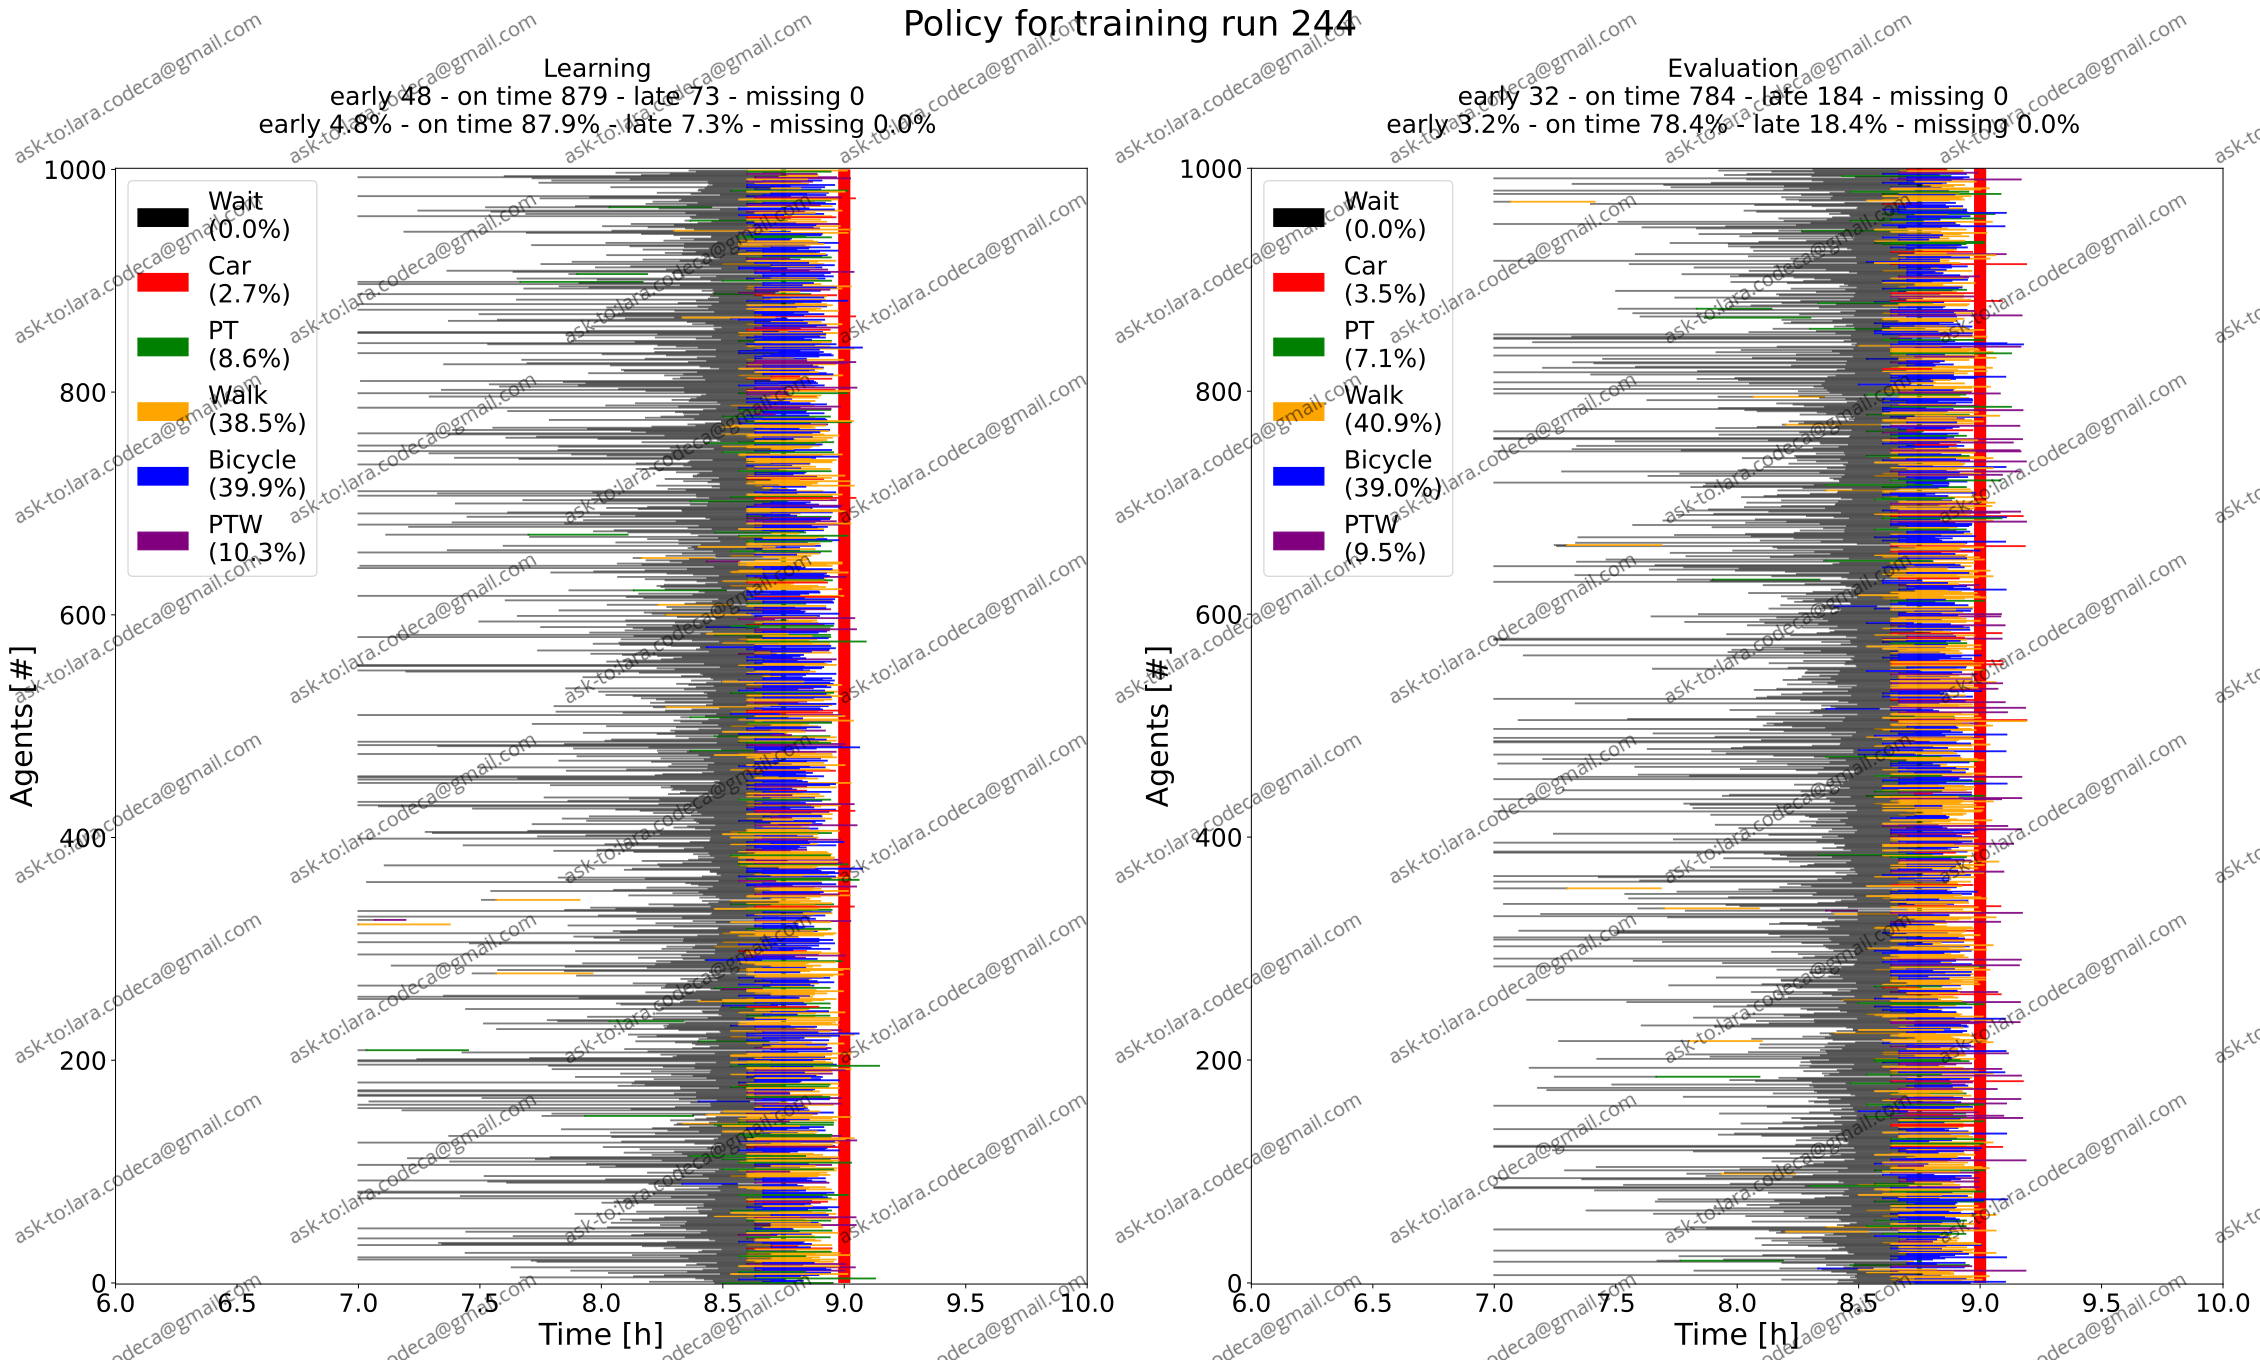 Policy for training run 244
Learning
early 48 - on time 879 - late 73 - missing 0
early 4.8% - on time 87.9% - late 7.3% - missing 0.0%
1000
800
600
400
200
0
Agents [#]
Wait
(0.0%)
Car
(2.7%)
PT
(8.6%)
Walk
(38.5%)
Bicycle
(39.9%)
PTW
(10.3%)
6.0 6.5 7.0 7.5 8.0 8.5 9.0 9.5 10.0
Time [h]
Evaluation
early 32 - on time 784 - late 184 - missing 0
early 3.2% - on time 78.4% - late 18.4% - missing 0.0%
1000
800
600
400
200
0
Agents [#]
Wait
(0.0%)
Car
(3.5%)
PT
(7.1%)
Walk
(40.9%)
Bicycle
(39.0%)
PTW
(9.5%)
6.0 6.5 7.0 7.5 8.0 8.5 9.0 9.5 10.0
Time [h]
ask-to:lara.codeca@gmail.com